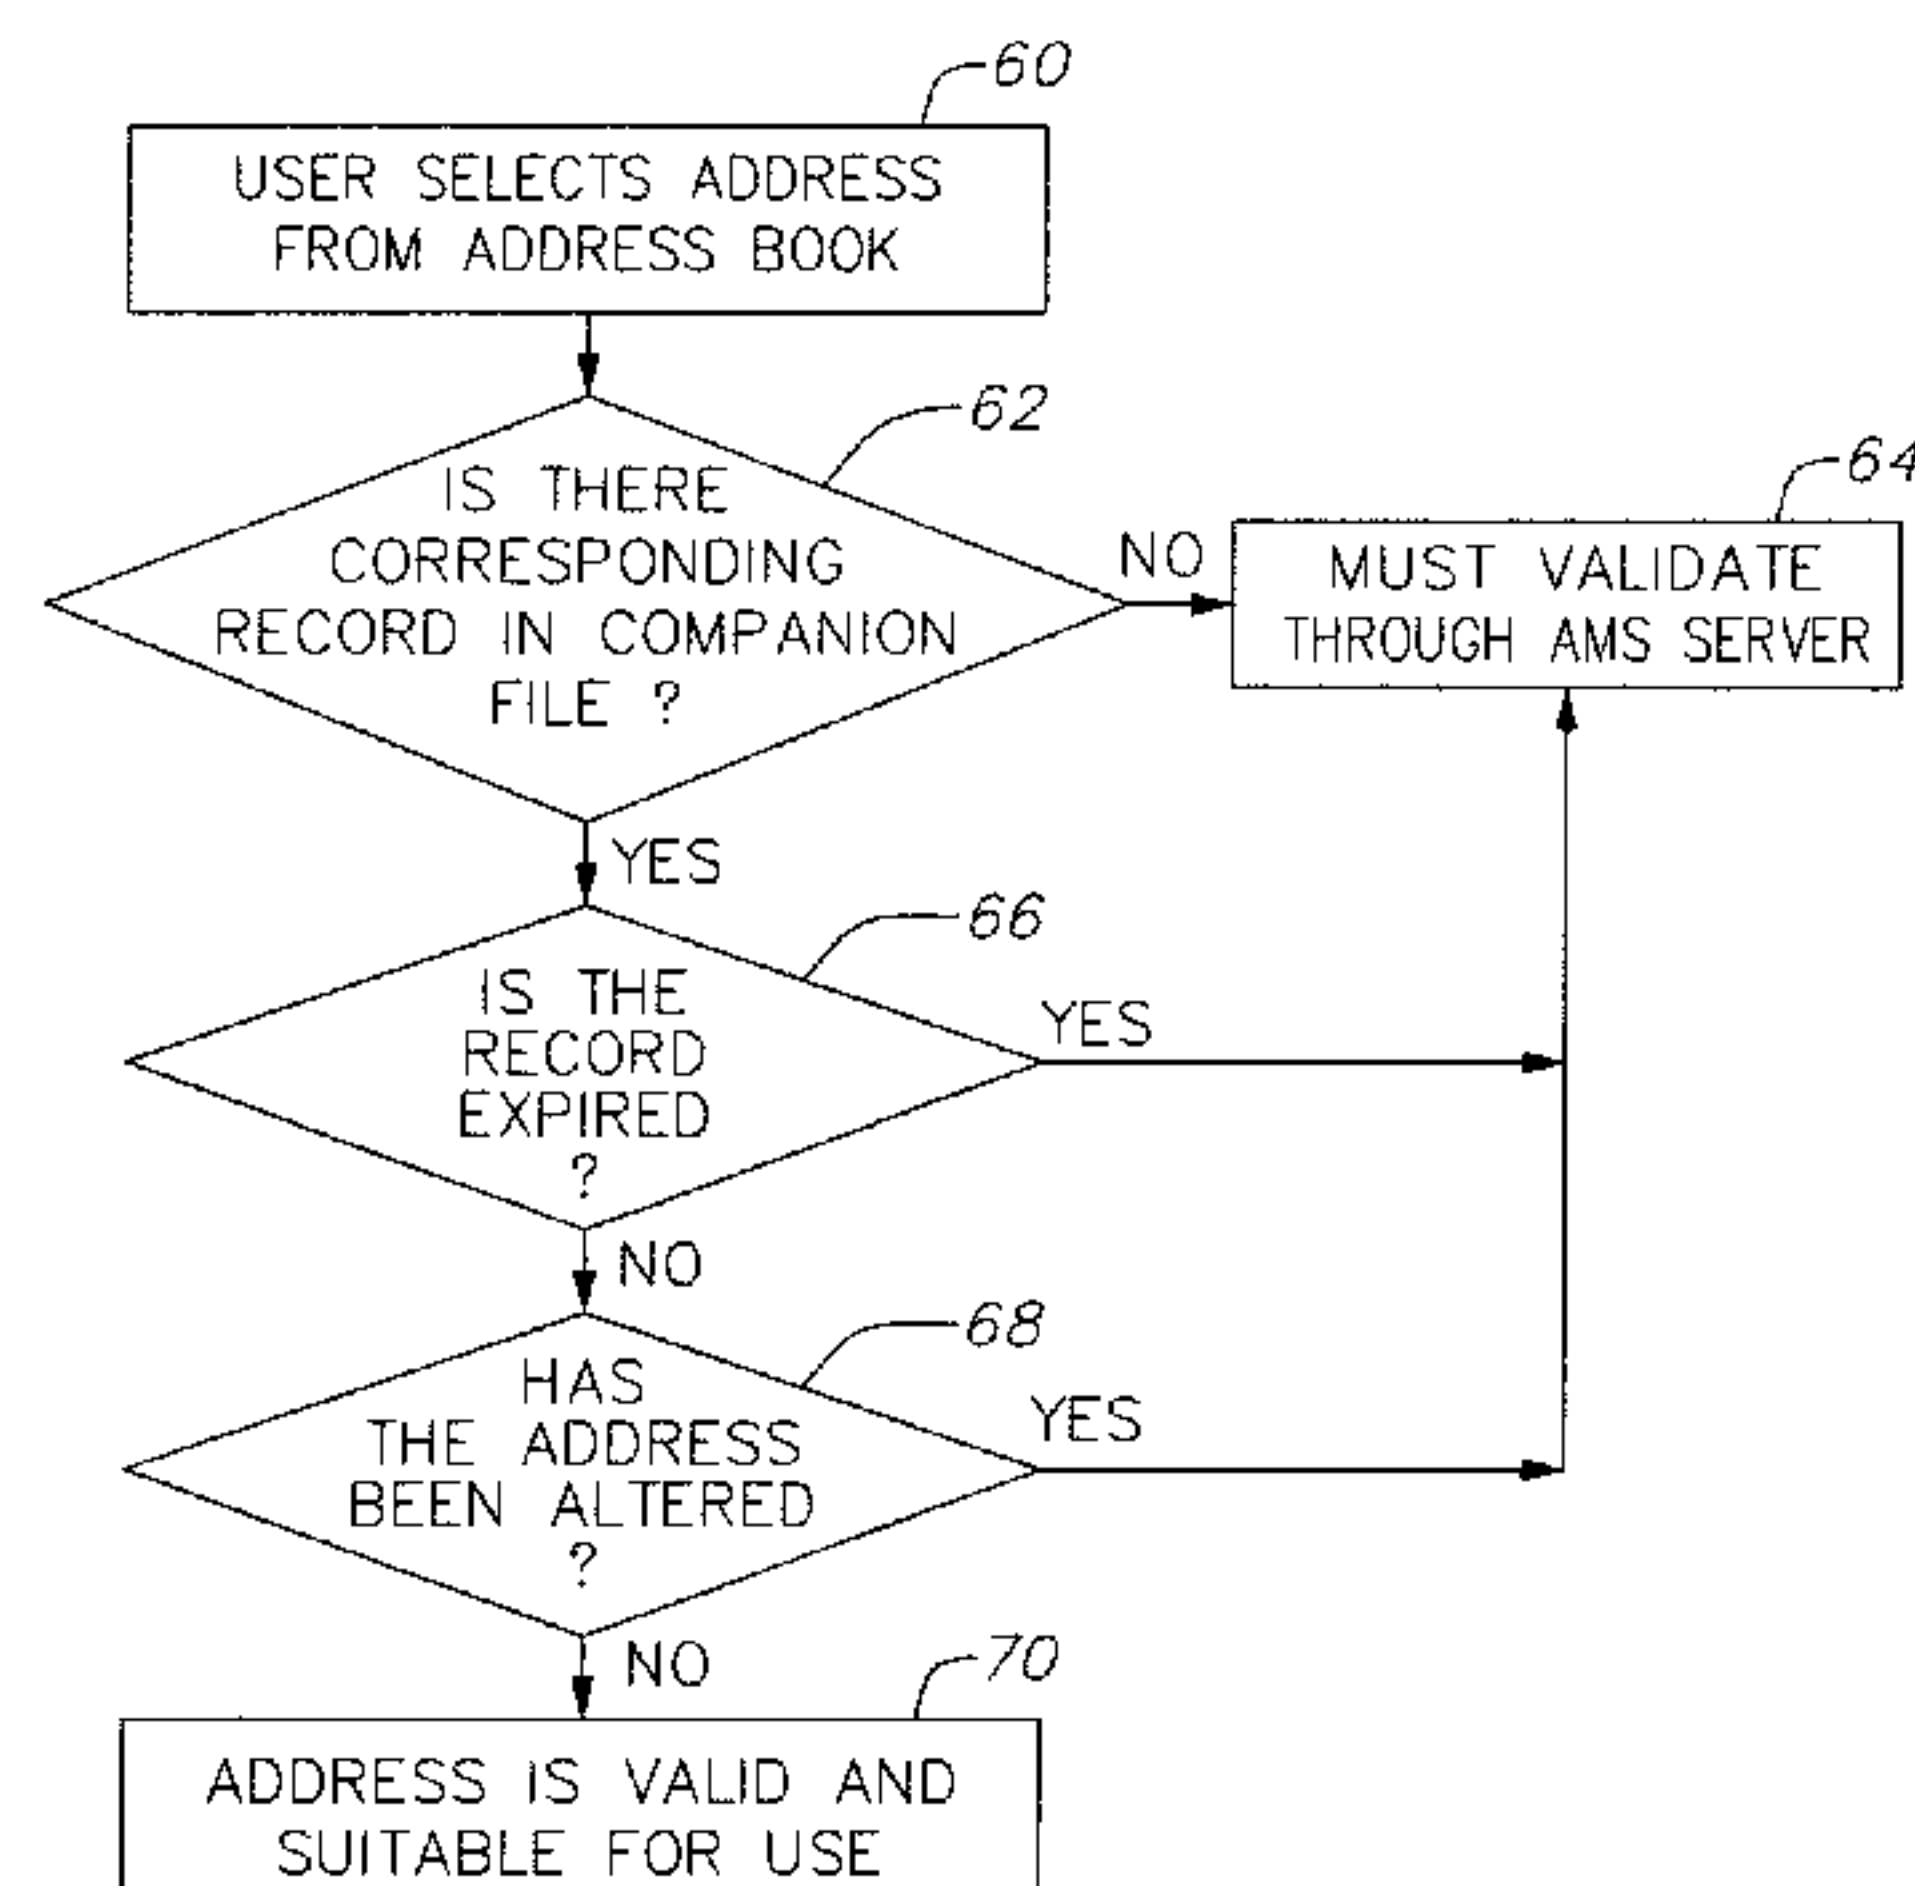 60
USER SELECTS ADDRESS
FROM ADDRESS BOOK
62
IS THERE
CORRESPONDING
RECORD IN COMPANION
FILE ?
NO
64
MUST VALIDATE
THROUGH AMS SERVER
YES
66
IS THE
RECORD
EXPIRED
?
YES
NO
68
HAS
THE ADDRESS
BEEN ALTERED
?
YES
NO
70
ADDRESS IS VALID AND
SUITABLE FOR USE